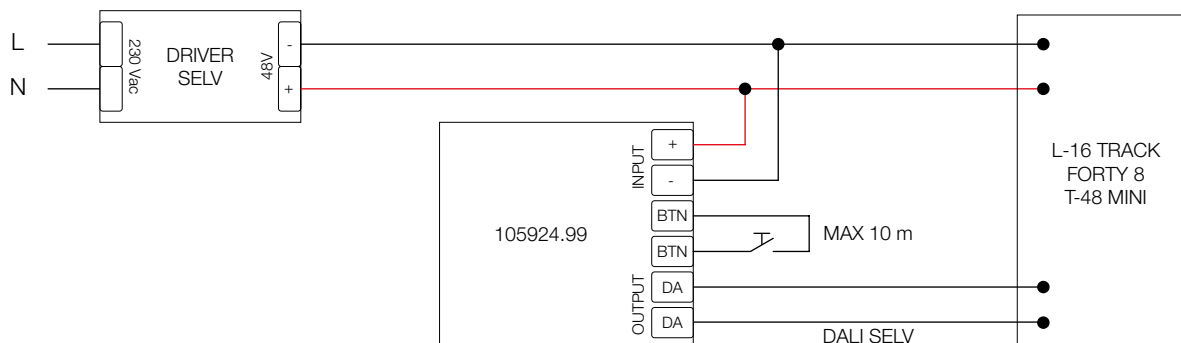 L
N
230 Vac
DRIVER
SELV
48V
-
+
INPUT
+
-
BTN
BTN
OUTPUT
DA
DA
105924.99
MAX 10 m
DALI SELV
L-16 TRACK
FORTY 8
T-48 MINI